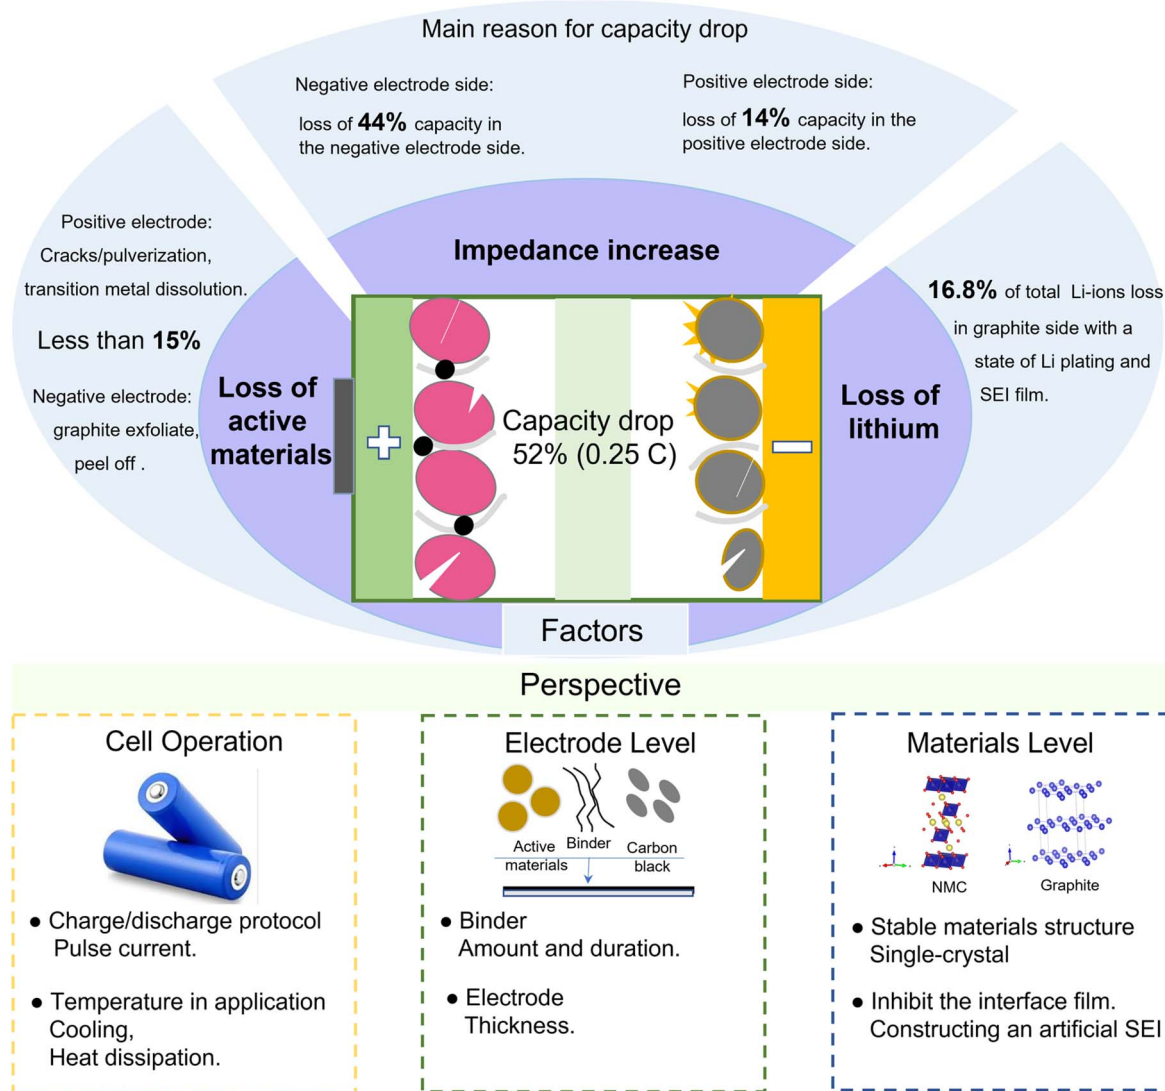 Main reason for capacity drop
Negative electrode side:
loss of 44% capacity in
the negative electrode side.
Positive electrode side:
loss of 14% capacity in the
positive electrode side.
Impedance increase
Positive electrode:
Cracks/pulverization,
transition metal dissolution.
Less than 15%
Negative electrode:
graphite exfoliate,
peel off .
Loss of
active
materials
+
Capacity drop
52% (0.25 C)
−
Loss of
lithium
16.8% of total Li-ions loss
in graphite side with a
state of Li plating and
SEI film.
Factors
Perspective
Cell Operation
● Charge/discharge protocol
Pulse current.
● Temperature in application
Cooling,
Heat dissipation.
Electrode Level
Active
materials
Binder
Carbon
black
● Binder
Amount and duration.
● Electrode
Thickness.
Materials Level
NMC
Graphite
● Stable materials structure
Single-crystal
● Inhibit the interface film.
Constructing an artificial SEI